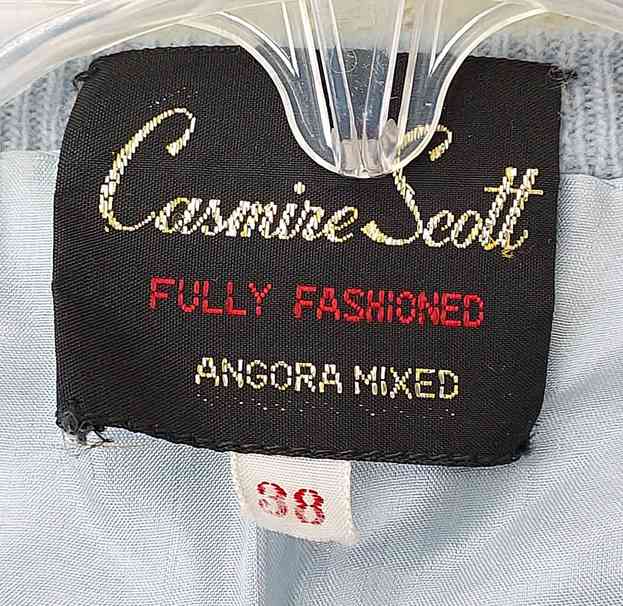 Casmire Scott
FULLY FASHIONED
ANGORA MIXED
38